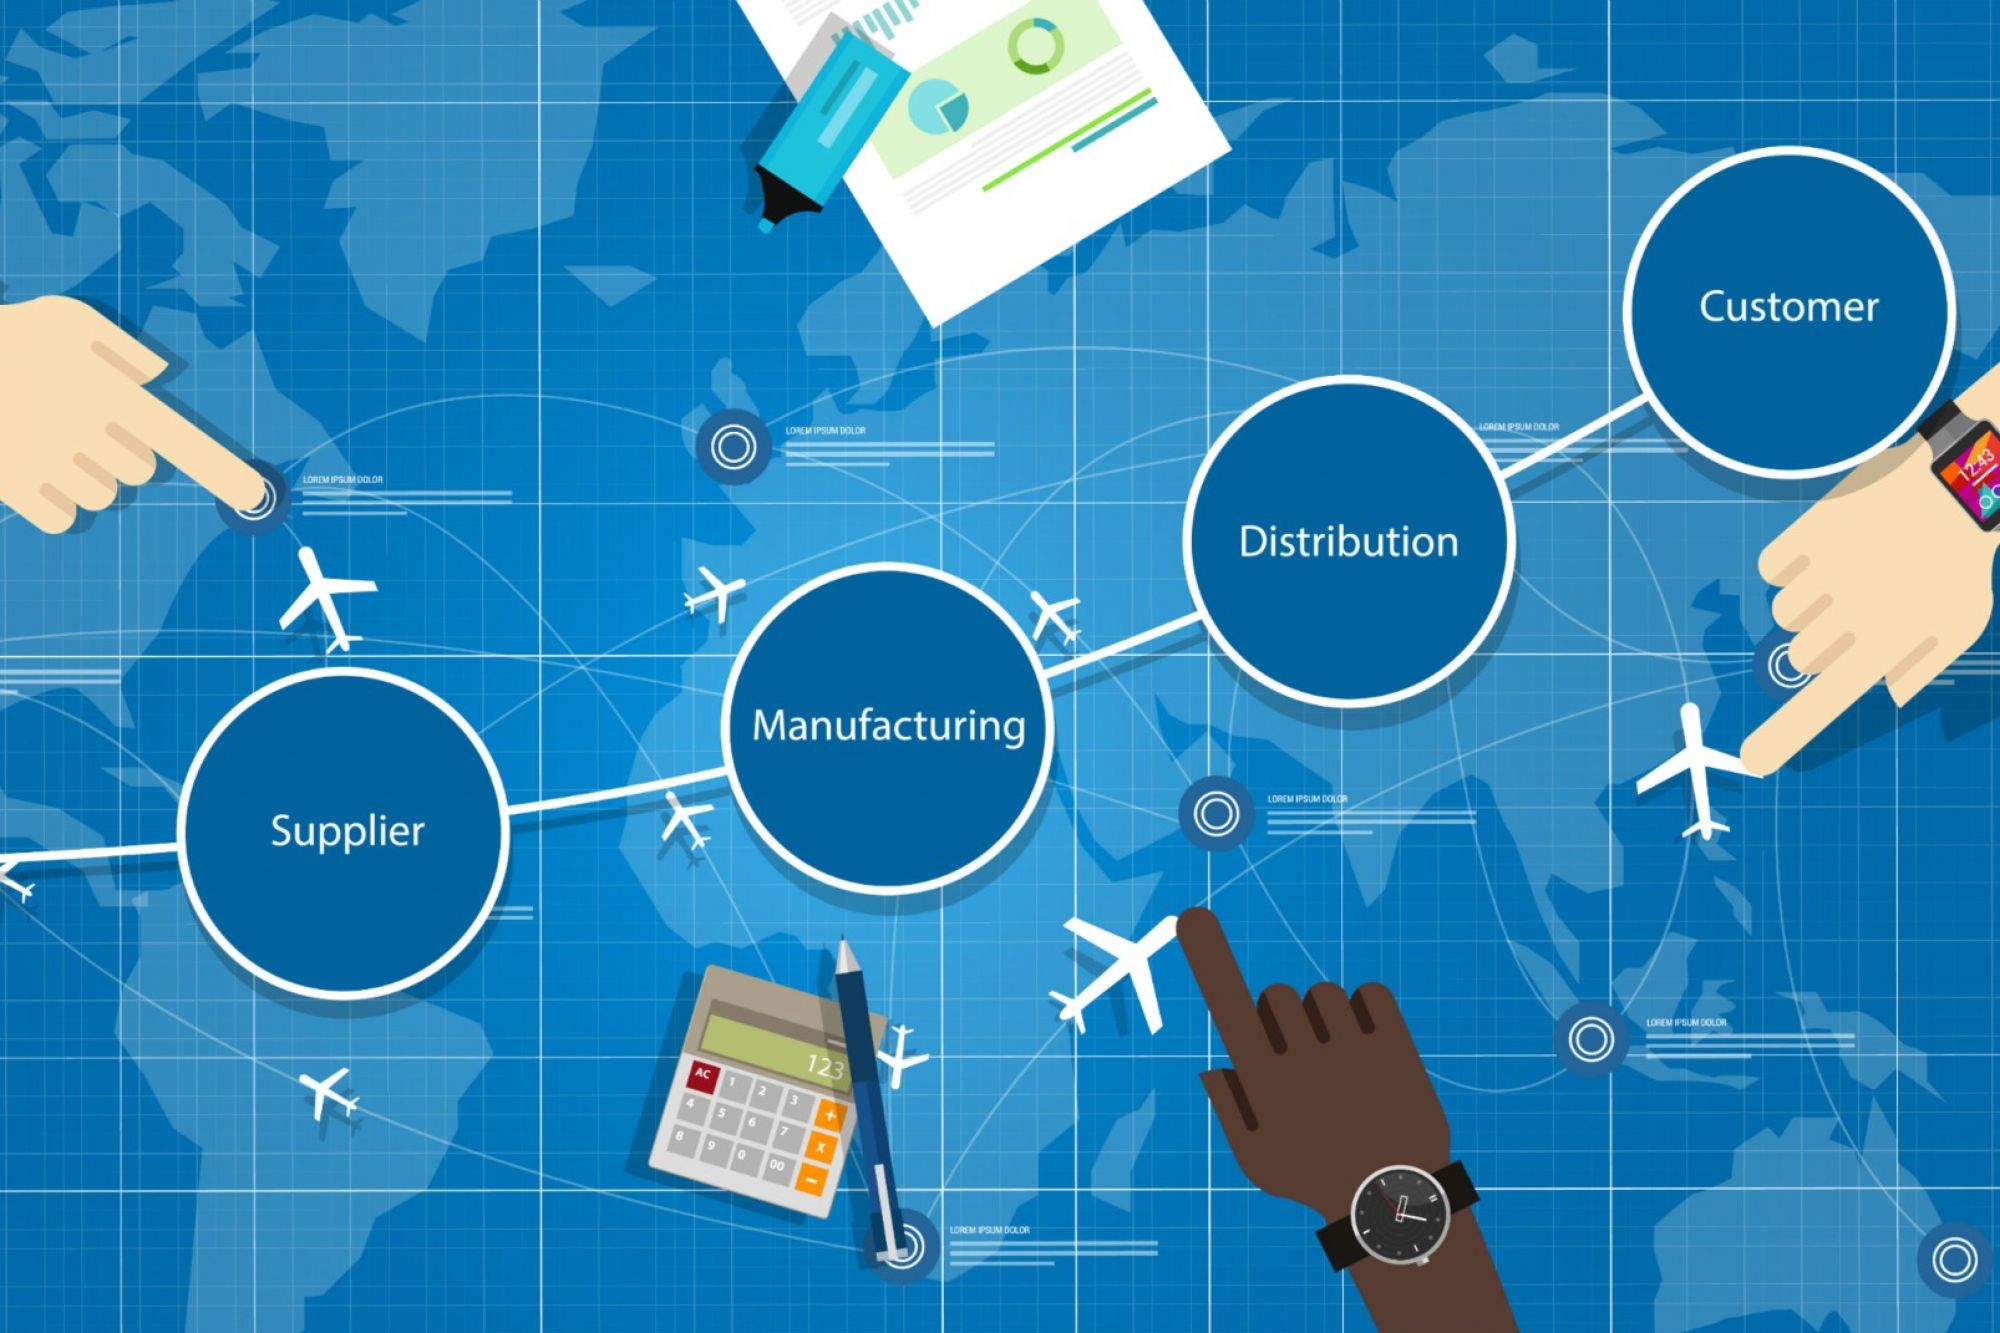 Customer
LOREM IPSUM DOLOR
LOREM IPSUM DOLOR
12:43
LOREM IPSUM DOLOR
Distribution
Manufacturing
LOREM IPSUM DOLOR
Supplier
LOREM IPSUM DOLOR
123
AC 1 2 3 +
4 5 6 7 X
8 9 0 00 -
LOREM IPSUM DOLOR